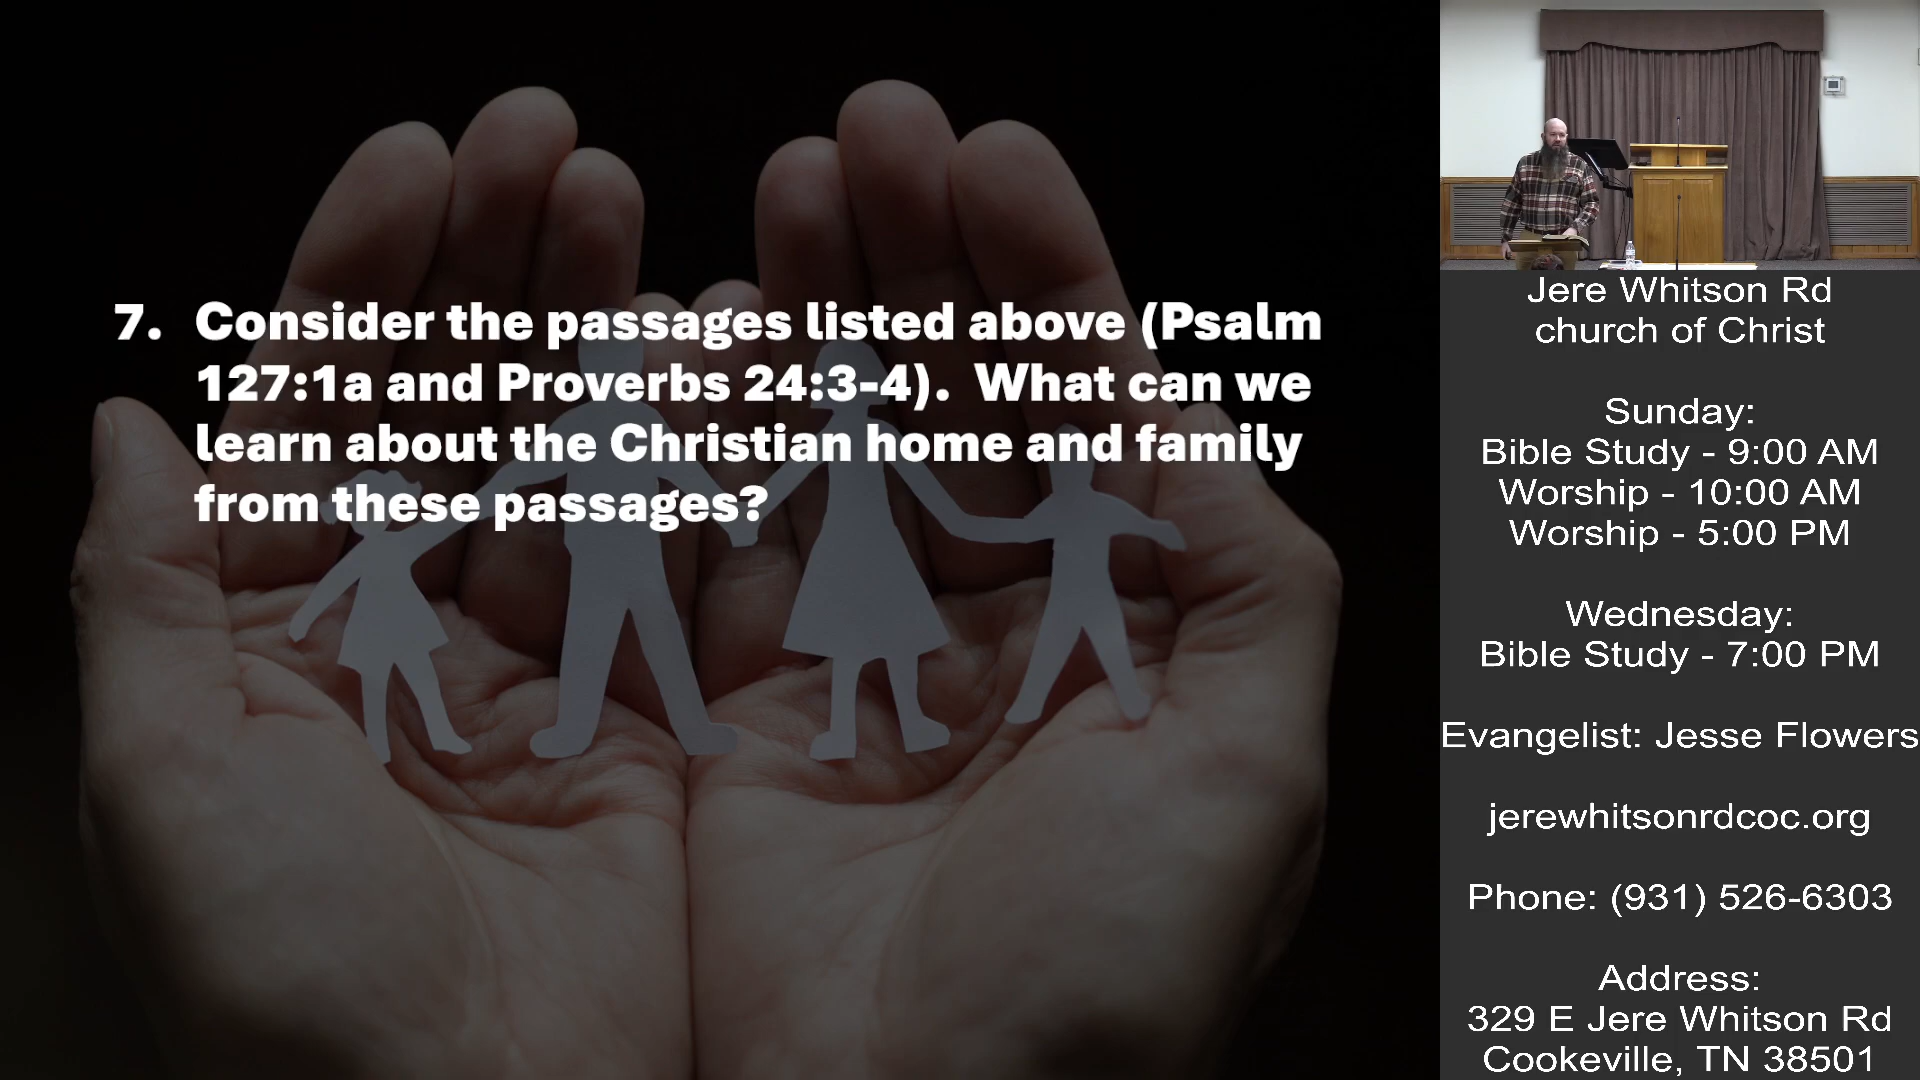 7. Consider the passages listed above (Psalm
127:1a and Proverbs 24:3-4). What can we
learn about the Christian home and family
from these passages?
Jere Whitson Rd
church of Christ
Sunday:
Bible Study - 9:00 AM
Worship - 10:00 AM
Worship - 5:00 PM
Wednesday:
Bible Study - 7:00 PM
Evangelist: Jesse Flowers
jerewhitsonrdcoc.org
Phone: (931) 526-6303
Address:
329 E Jere Whitson Rd
Cookeville, TN 38501